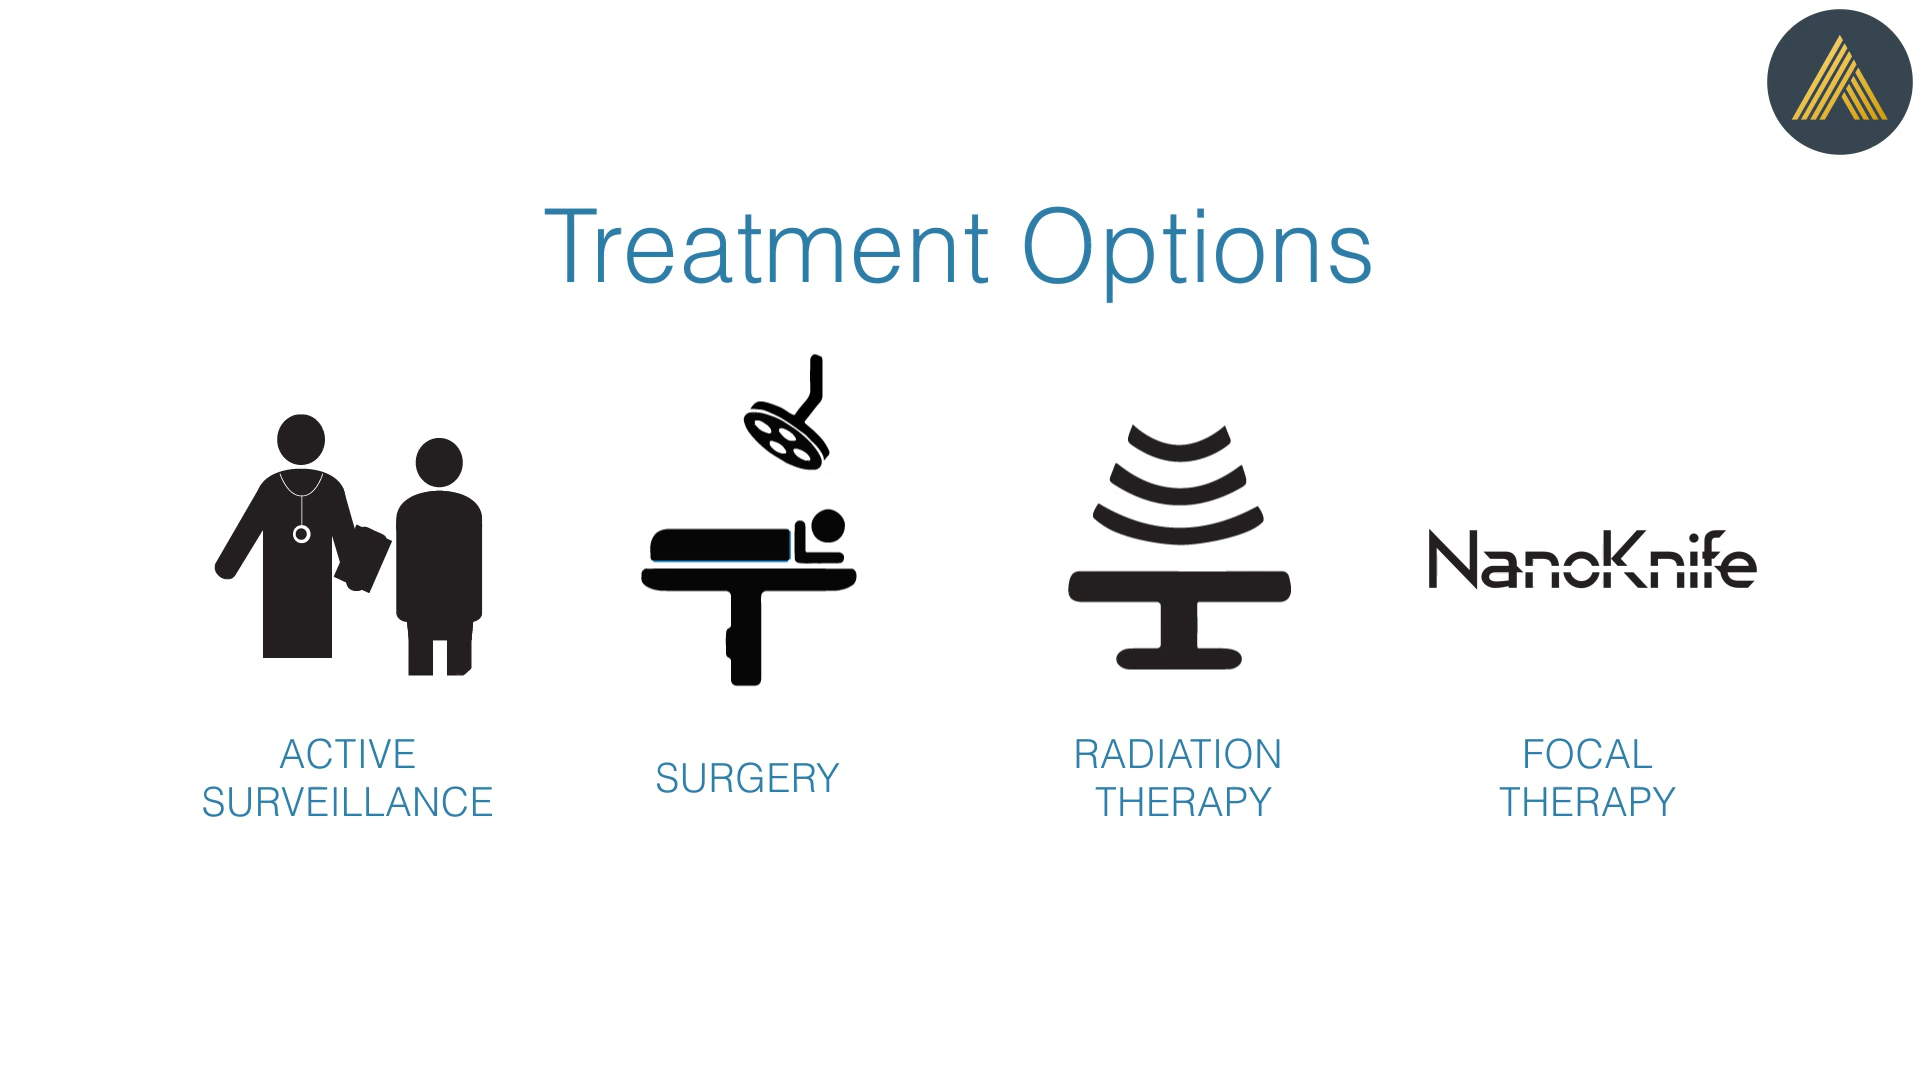 Treatment Options
NanoKnife
ACTIVE
SURVEILLANCE
SURGERY
RADIATION
THERAPY
FOCAL
THERAPY